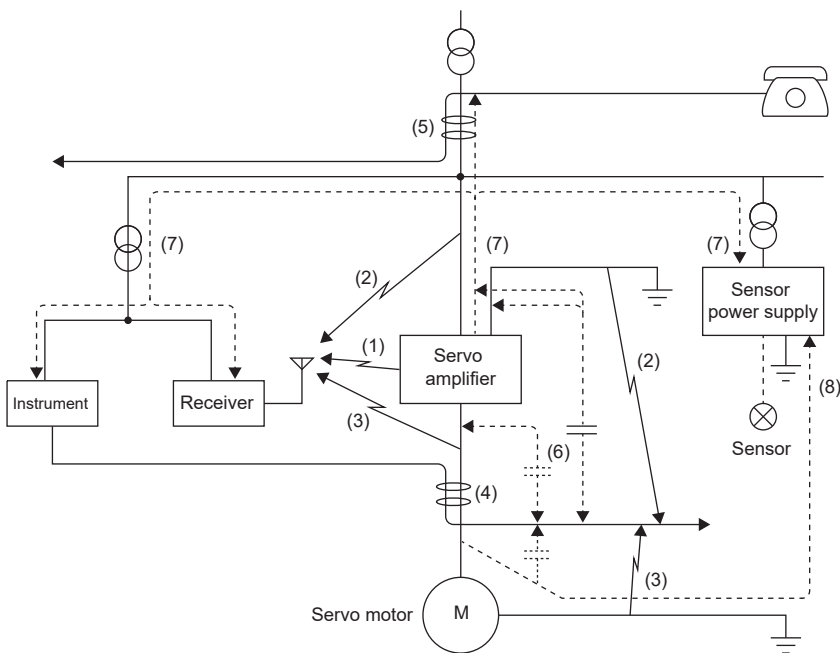 (5)
(7)
(7)
(7)
(2)
Sensor
power supply
(1)
Servo
amplifier
(2)
(8)
Instrument
Receiver
(3)
(6)
Sensor
(4)
(3)
Servo motor
M